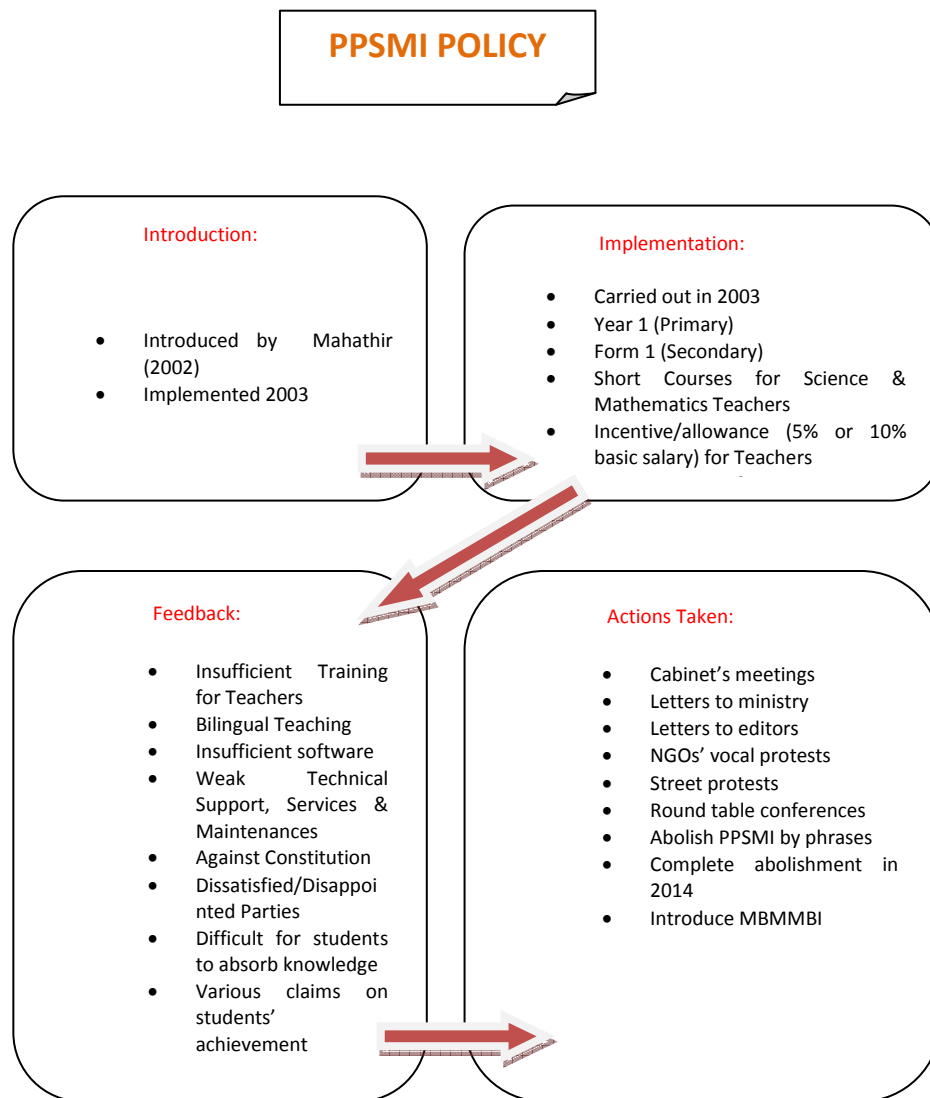 PPSMI POLICY
Introduction:
• Introduced by Mahathir
(2002)
• Implemented 2003
Implementation:
• Carried out in 2003
• Year 1 (Primary)
• Form 1 (Secondary)
• Short Courses for Science &
Mathematics Teachers
• Incentive/allowance (5% or 10%
basic salary) for Teachers
Feedback:
• Insufficient Training
for Teachers
• Bilingual Teaching
• Insufficient software
• Weak Technical
Support, Services &
Maintenances
• Against Constitution
• Dissatisfied/Disappoi
nted Parties
• Difficult for students
to absorb knowledge
• Various claims on
students'
achievement
Actions Taken:
• Cabinet's meetings
• Letters to ministry
• Letters to editors
• NGOs' vocal protests
• Street protests
• Round table conferences
• Abolish PPSMI by phrases
• Complete abolishment in
2014
• Introduce MBMMBI